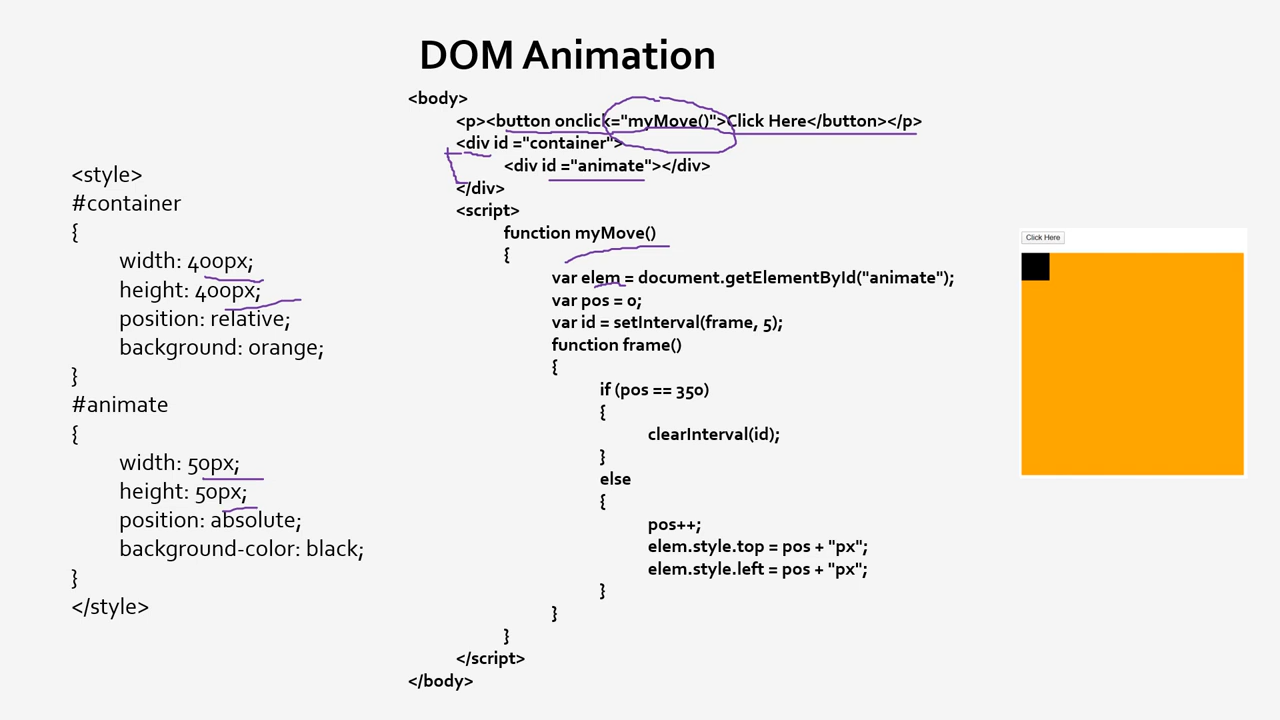 DOM Animation
<style>
#container
{
width: 400px;
height: 400px;
position: relative;
background: orange;
}
#animate
{
width: 50px;
height: 50px;
position: absolute;
background-color: black;
}
</style>
<body>
<p><button onclick="myMove()">Click Here</button></p>
<div id ="container">
<div id ="animate"></div>
</div>
<script>
function myMove()
{
var elem = document.getElementById("animate");
var pos = 0;
var id = setInterval(frame, 5);
function frame()
{
if (pos == 350)
{
clearInterval(id);
}
else
{
pos++;
elem.style.top = pos + "px";
elem.style.left = pos + "px";
}
}
}
</script>
</body>
Click Here